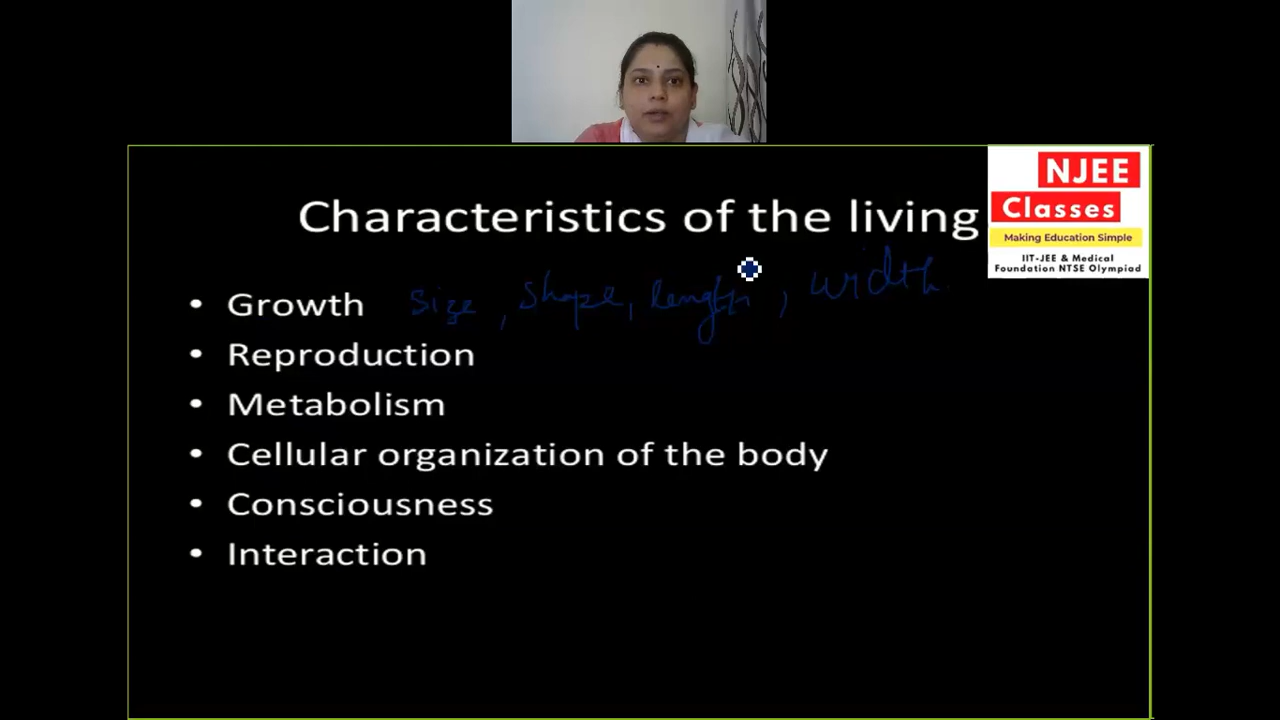 NJEE
Classes
Making Education Simple
IIT-JEE & Medical
Foundation NTSE Olympiad
Characteristics of the living
• Growth size, shape, length, width.
• Reproduction
• Metabolism
• Cellular organization of the body
• Consciousness
• Interaction